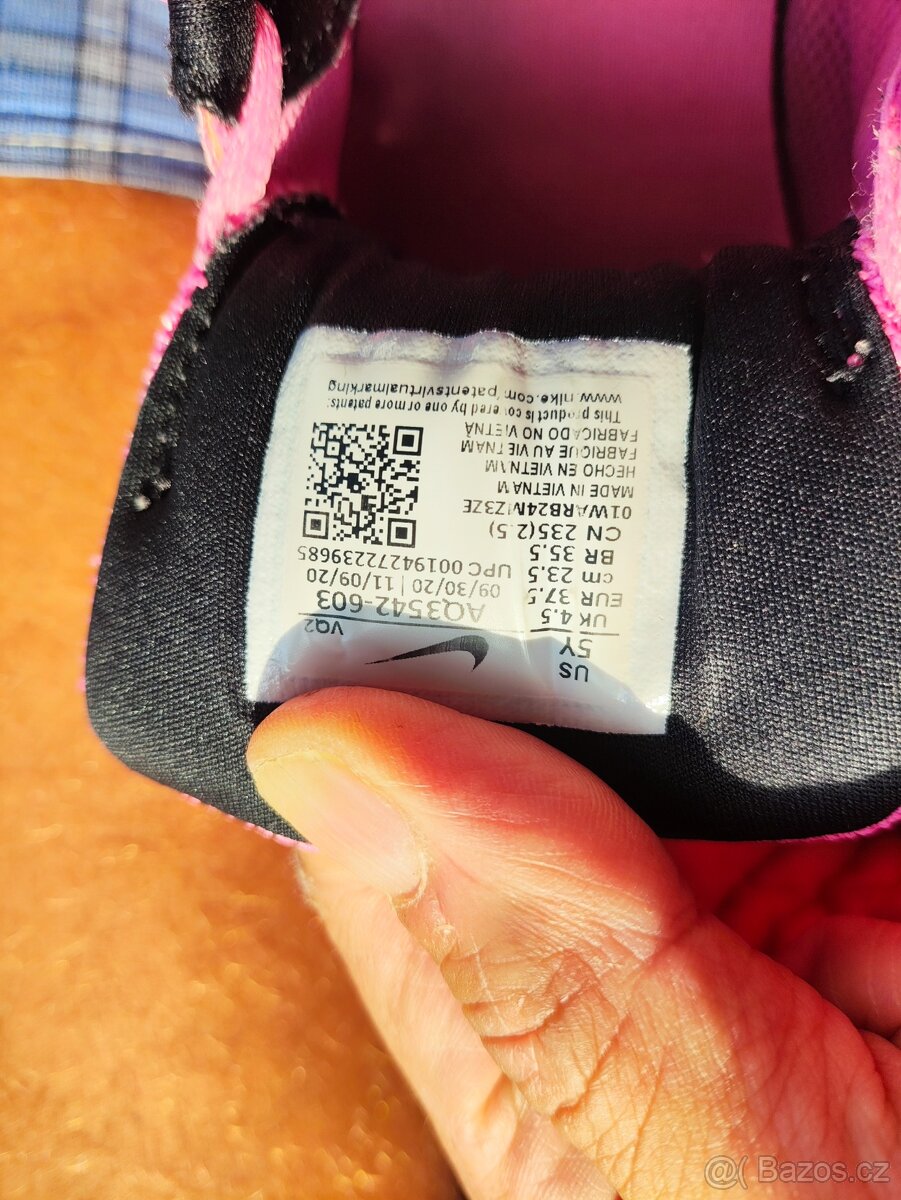 US
5Y
UK 4.5
EUR 37.5
cm 23.5
BR 35.5
CN 235(2.5)
VQ2
AQ3542-603
09/30/20 | 11/09/20
UPC 00194272239685
01WARB24MZ3ZE
MADE IN VIETNAM
HECHO EN VIETNAM
FABRIQUE AU VIETNAM
FABRICADO NO VIETNÃ
This product is covered by one or more patents:
www.nike.com/patentsvirtualmarking
@( Bazos.cz